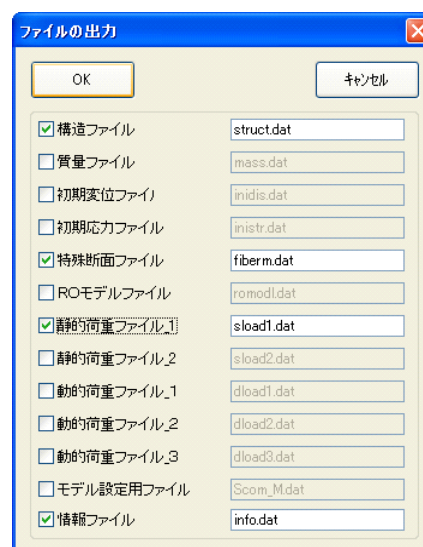 ファイルの出力
OK キャンセル
構造ファイル struct.dat
質量ファイル mass.dat
初期変位ファイ inidis.dat
初期応力ファイル inistr.dat
特殊断面ファイル fiberm.dat
ROモデルファイル romodl.dat
静的荷重ファイル_1 sload1.dat
静的荷重ファイル_2 sload2.dat
動的荷重ファイル_1 dload1.dat
動的荷重ファイル_2 dload2.dat
動的荷重ファイル_3 dload3.dat
モデル設定用ファイル Scom_M.dat
情報ファイル info.dat